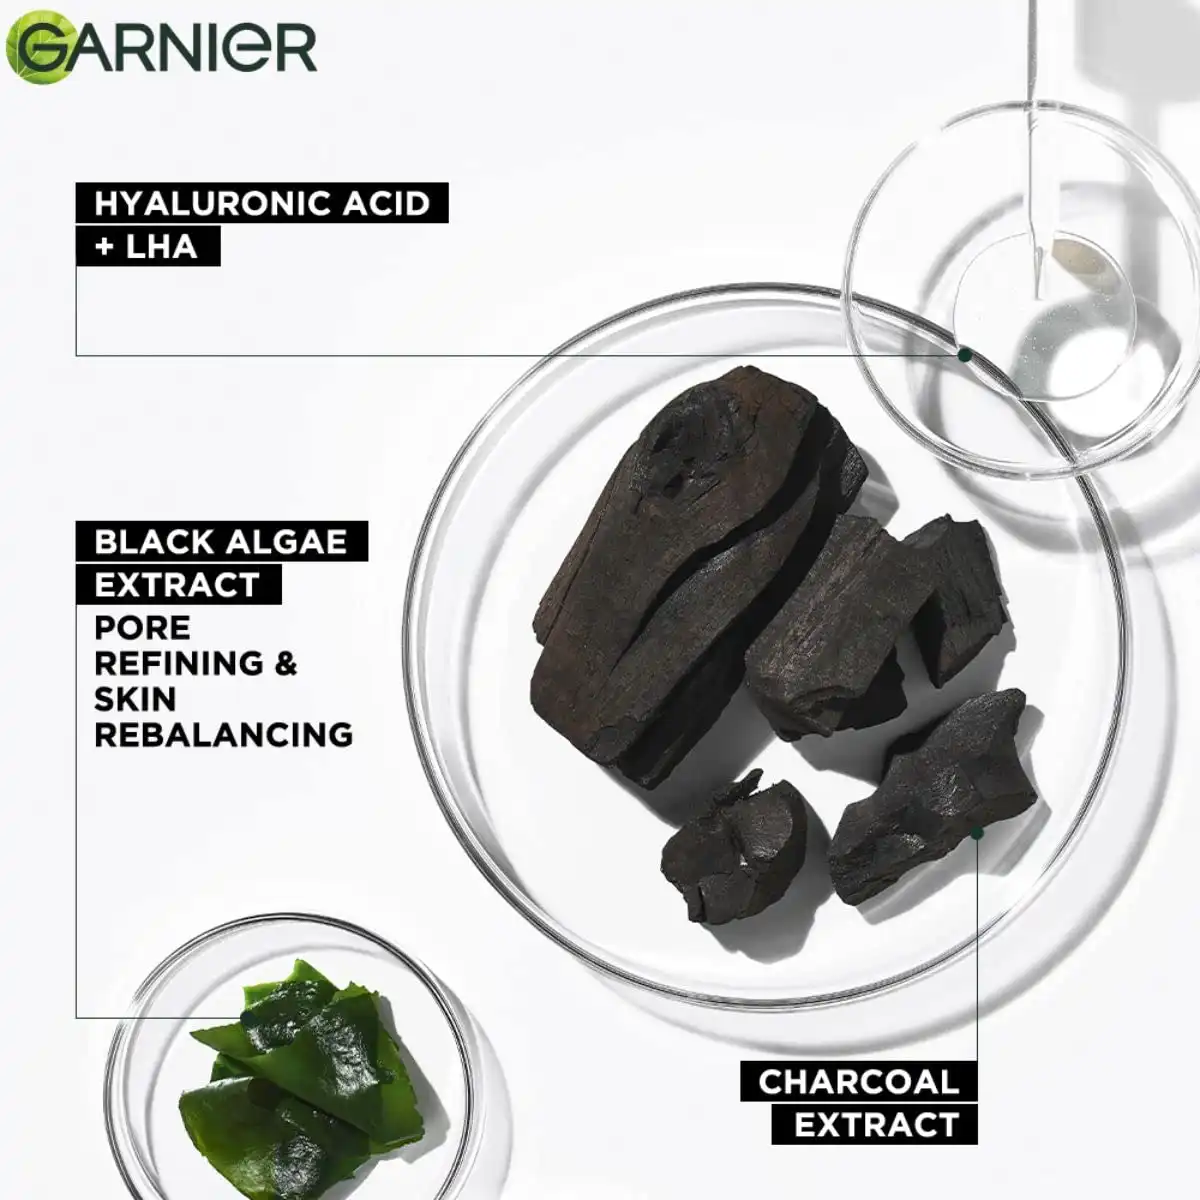 GARNIER
HYALURONIC ACID
+ LHA
BLACK ALGAE
EXTRACT
PORE
REFINING &
SKIN
REBALANCING
CHARCOAL
EXTRACT